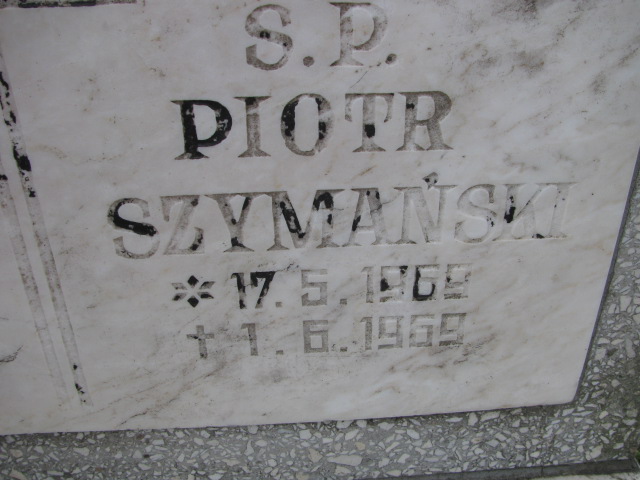 S.P.
PIOTR
SZYMAŃSKI
* 17. 5. 1969
+ 1. 6. 1969